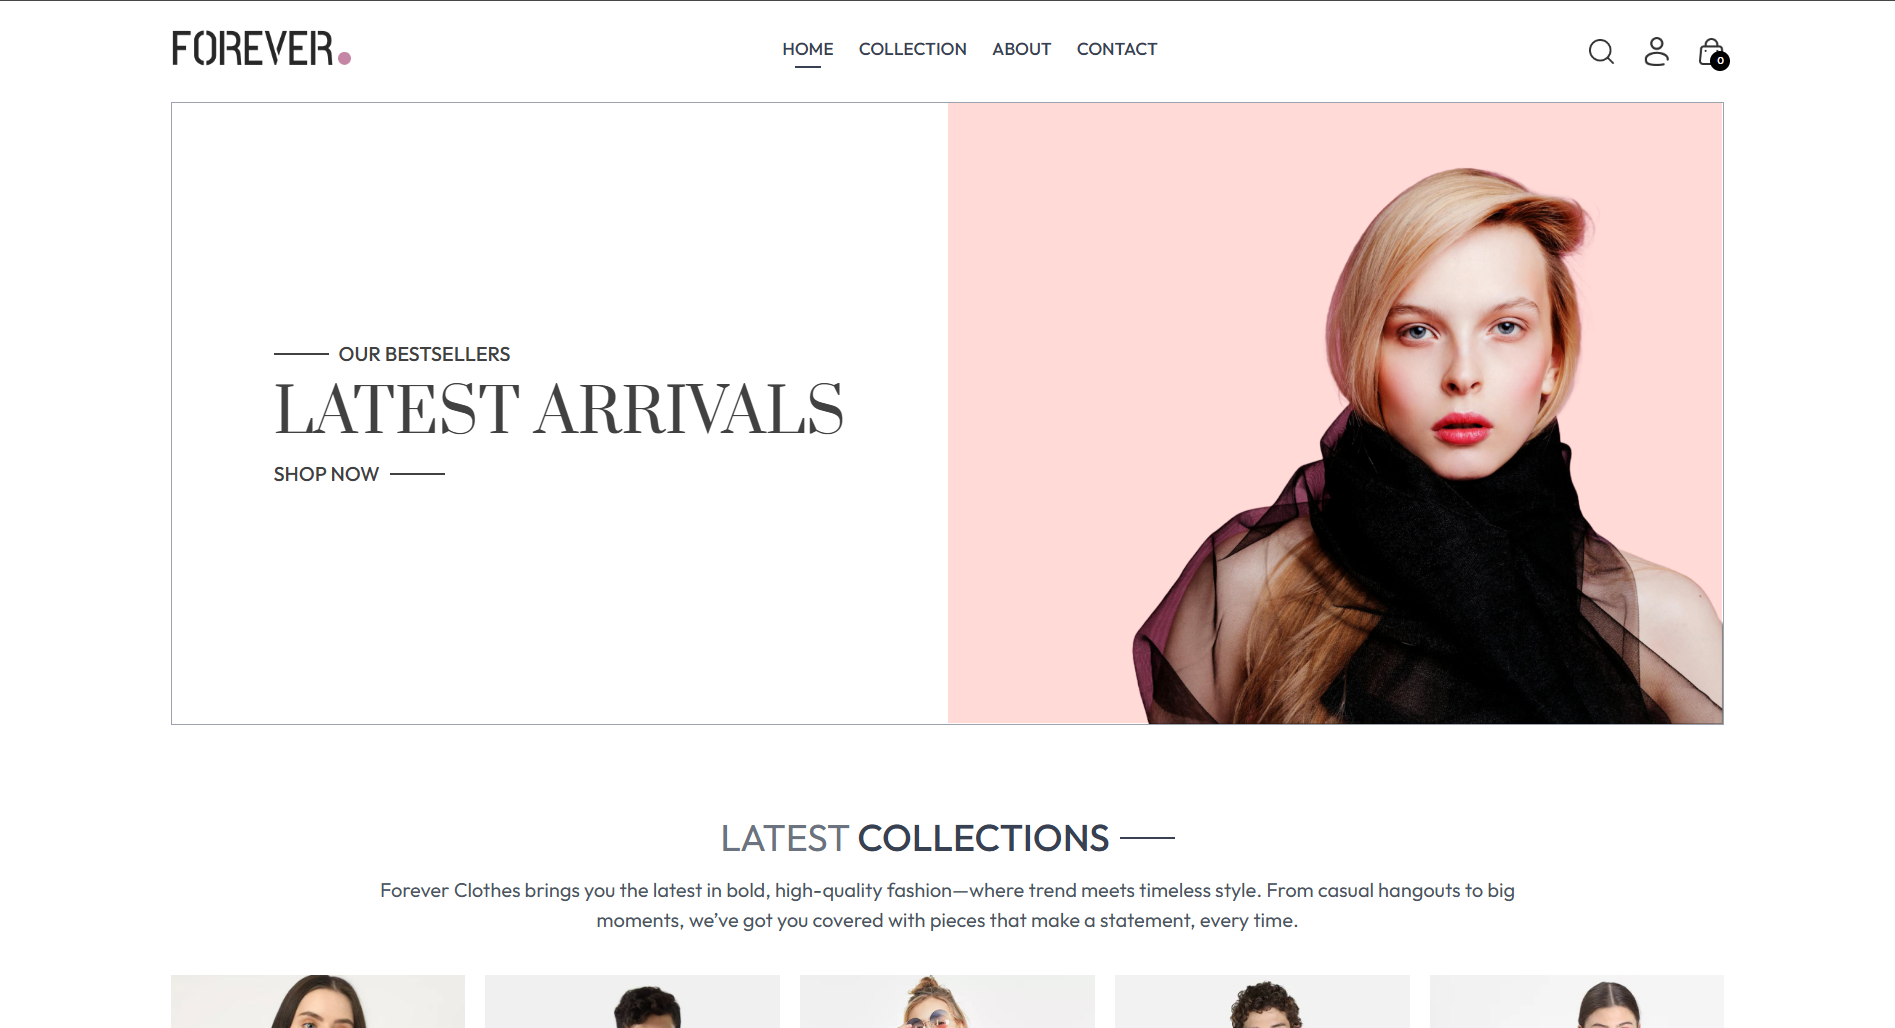 FOREVER.
HOME COLLECTION ABOUT CONTACT
0
OUR BESTSELLERS
LATEST ARRIVALS
SHOP NOW
LATEST COLLECTIONS
Forever Clothes brings you the latest in bold, high-quality fashion—where trend meets timeless style. From casual hangouts to big
moments, we’ve got you covered with pieces that make a statement, every time.